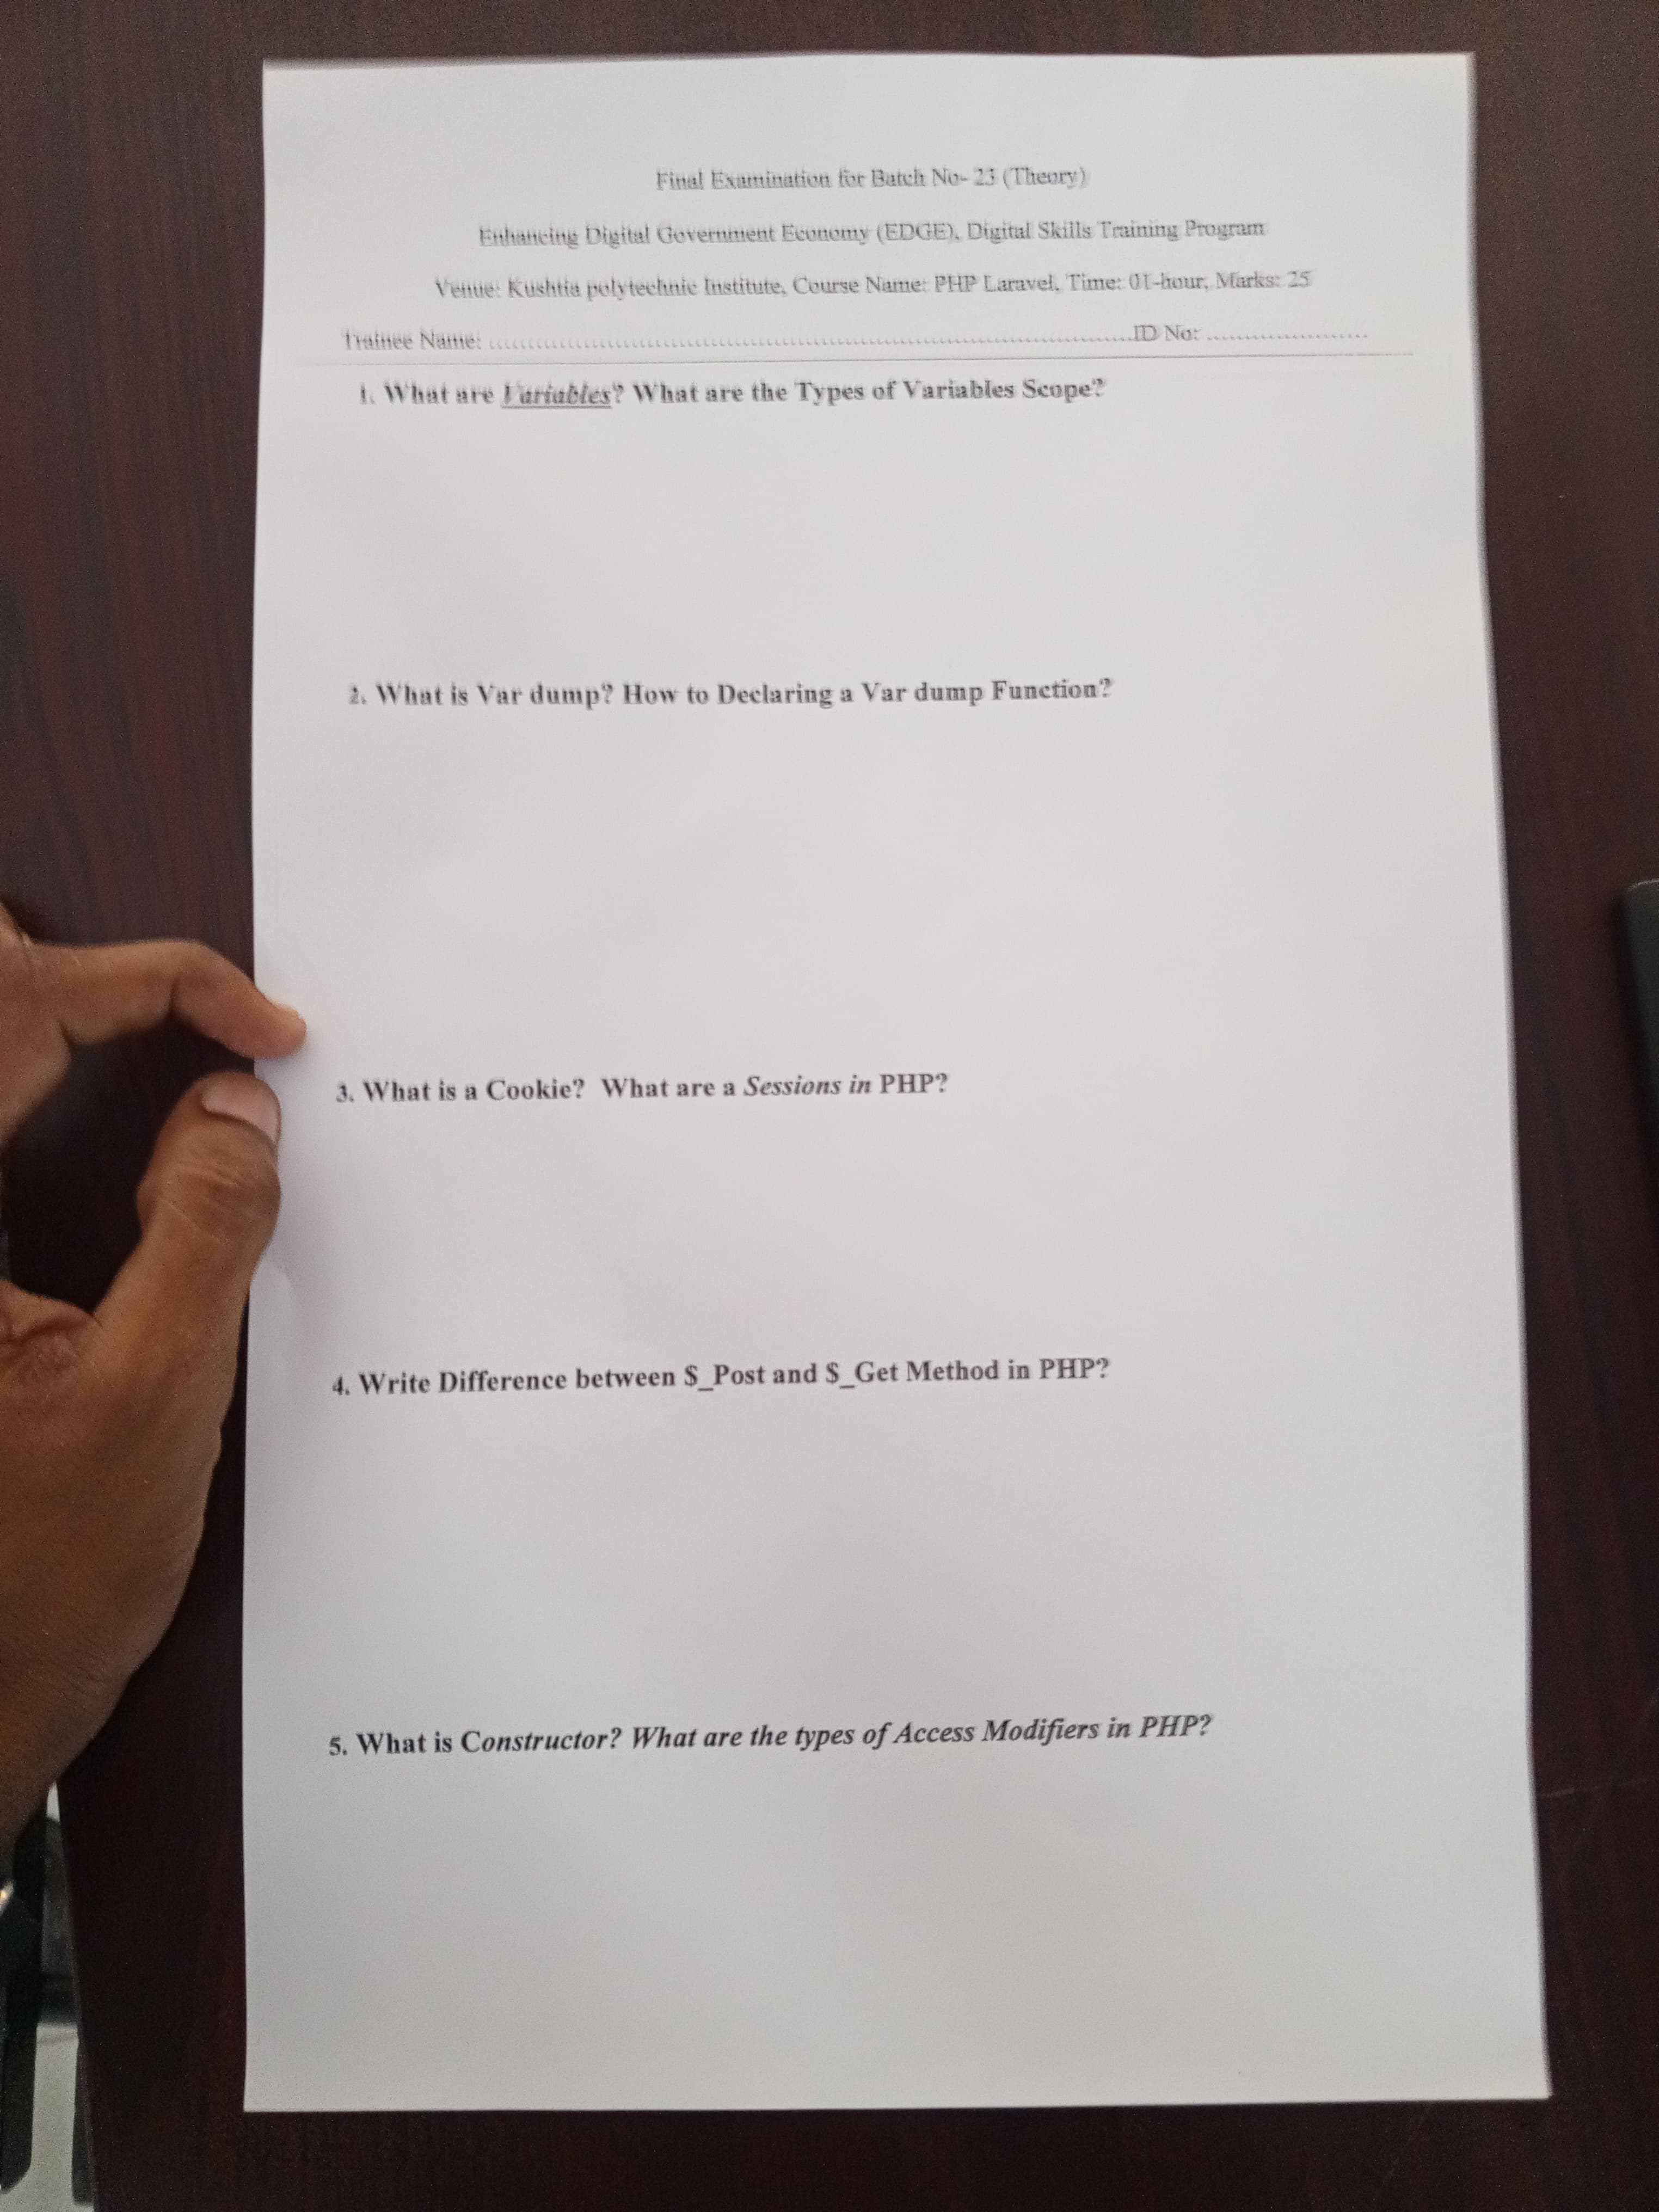 Final Examination for Batch No- 23 (Theory)
Enhancing Digital Government Economy (EDGE), Digital Skills Training Program
Venue: Kushtia polytechnic Institute, Course Name: PHP Laravel, Time: 01-hour, Marks: 25
Trainee Name: ..................................................................................................ID No: ........................
1. What are Variables? What are the Types of Variables Scope?
2. What is Var dump? How to Declaring a Var dump Function?
3. What is a Cookie? What are a Sessions in PHP?
4. Write Difference between $_Post and $_Get Method in PHP?
5. What is Constructor? What are the types of Access Modifiers in PHP?